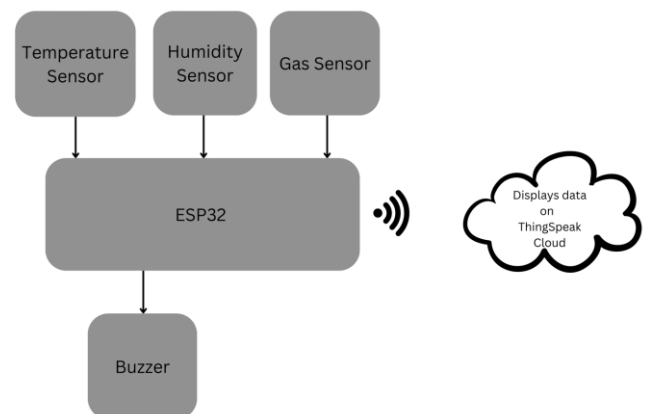 Temperature
Sensor
Humidity
Sensor
Gas Sensor
ESP32
Displays data
on
ThingSpeak
Cloud
Buzzer